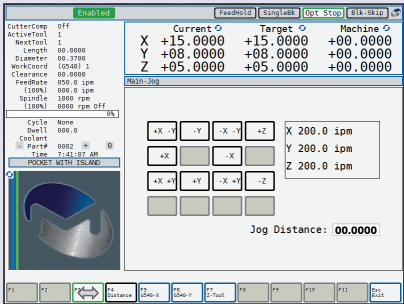 Enabled
FeedHold
SingleBk
Opt Stop
Blk-Skip
CutterComp Off
ActiveTool 1
NextTool 1
Length 00.0000
Diameter 00.3700
WorkCoord (G540) 1
Clearance 00.0000
FeedRate 050.0 ipm
(100%) 000.0 ipm
Spindle 1000 rpm
(100%) 0000 rpm Off
0%
Cycle None
Dwell 000.0
Coolant
- Part# 0002 + 0
Time 7:41:07 AM
POCKET WITH ISLAND
Current Target Machine
X +15.0000 +15.0000 +00.0000
Y +08.0000 +08.0000 +00.0000
Z +05.0000 +05.0000 +00.0000
Main-Jog
+X -Y -Y -X -Y +Z
+X -X
+X +Y +Y -X +Y -Z
X 200.0 ipm
Y 200.0 ipm
Z 200.0 ipm
Jog Distance: 00.0000
F1
F2
F4 Distance
F5 G540-X
F6 G540-Y
F7 Z-Tool
F8
F9
F10
F11
Esc Exit